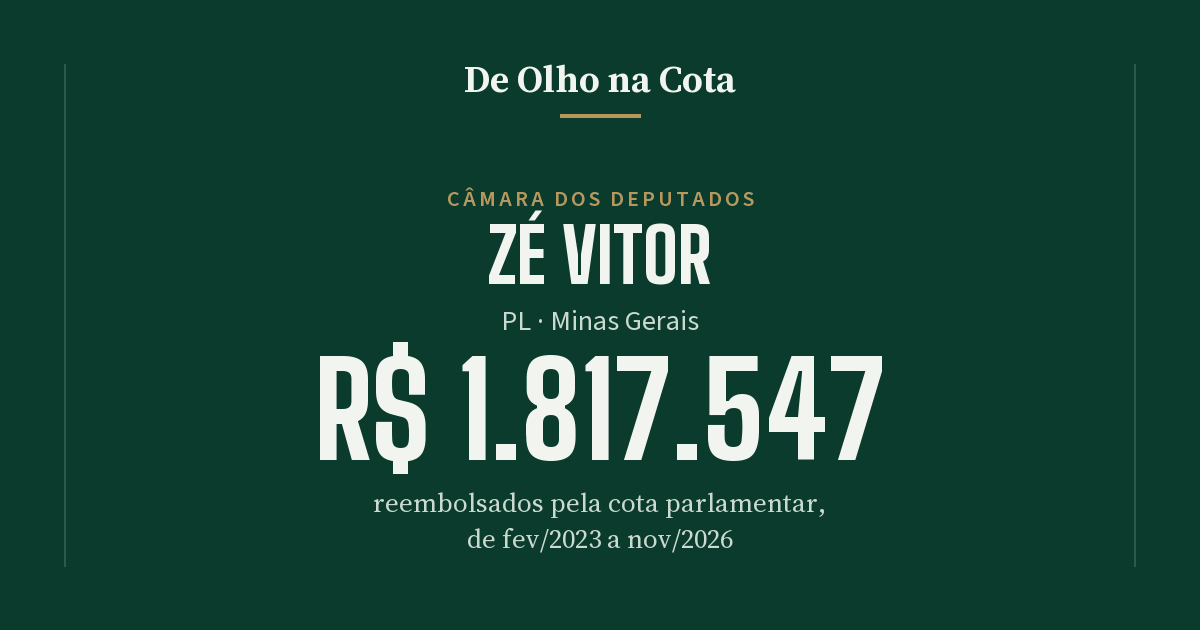 De Olho na Cota
CÂMARA DOS DEPUTADOS
ZÉ VITOR
PL · Minas Gerais
R$ 1.817.547
reembolsados pela cota parlamentar,
de fev/2023 a nov/2026